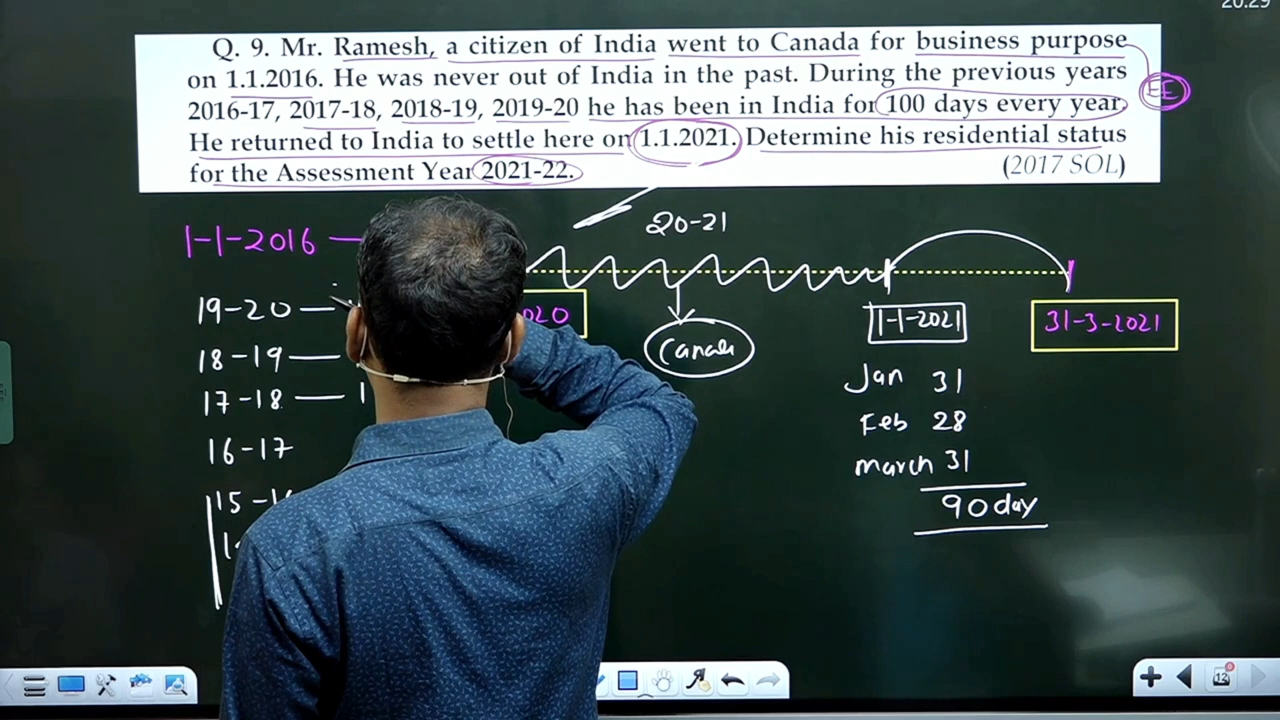 20:29
Q. 9. Mr. Ramesh, a citizen of India went to Canada for business purpose
on 1.1.2016. He was never out of India in the past. During the previous years
2016-17, 2017-18, 2018-19, 2019-20 he has been in India for 100 days every year.
He returned to India to settle here on 1.1.2021. Determine his residential status
for the Assessment Year 2021-22. (2017 SOL)
EE
1-1-2016 —
20-21
19-20 —
020
1-1-2021
31-3-2021
18-19 —
Canada
17-18 — 1
Jan 31
16-17
Feb 28
March 31
15-1
90 day
12